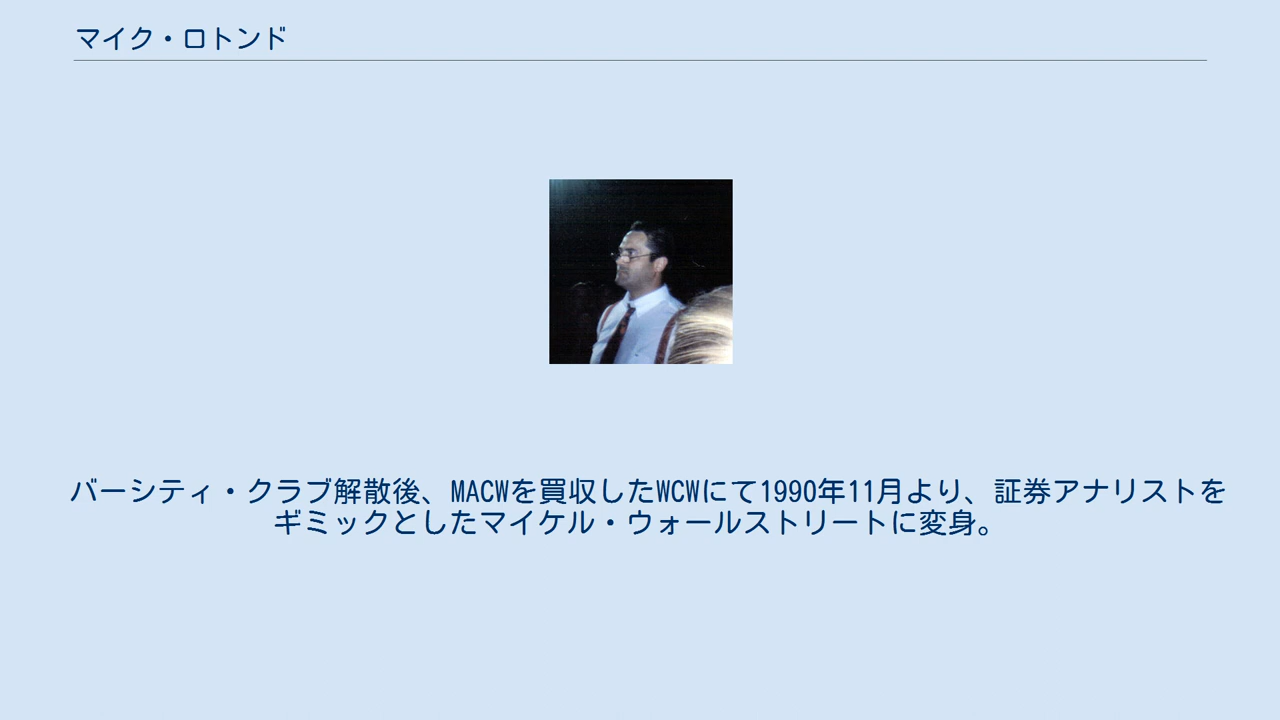 マイク・ロトンド
バーシティ・クラブ解散後、MACWを買収したWCWにて1990年11月より、証券アナリストを
ギミックとしたマイケル・ウォールストリートに変身。